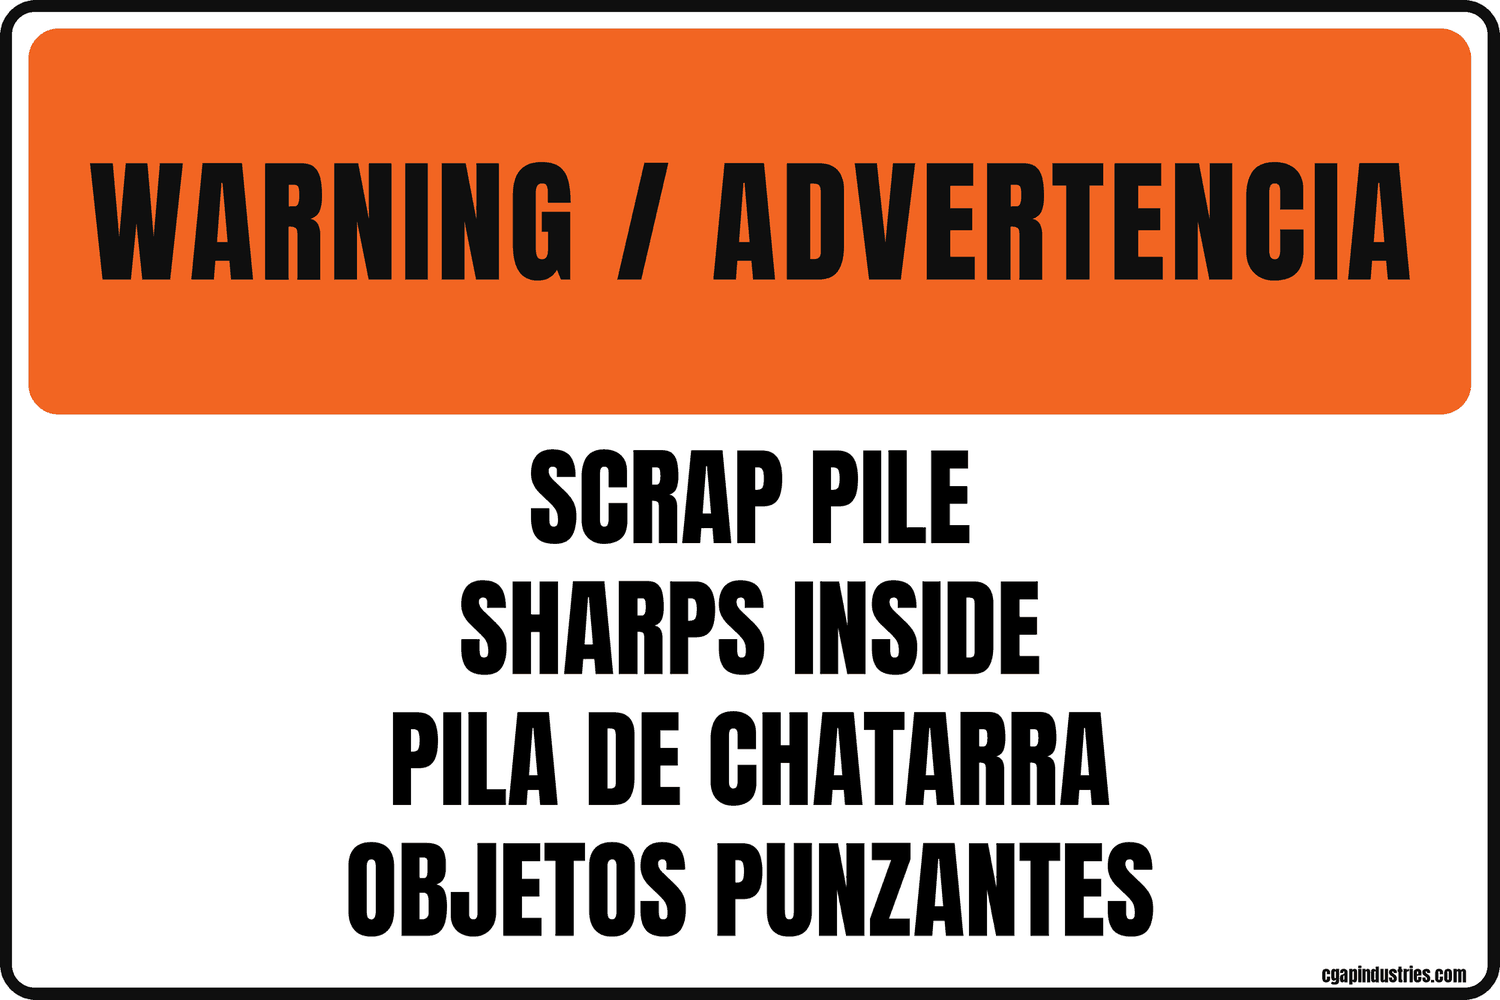 WARNING / ADVERTENCIA
SCRAP PILE
SHARPS INSIDE
PILA DE CHATARRA
OBJETOS PUNZANTES
cgapindustries.com